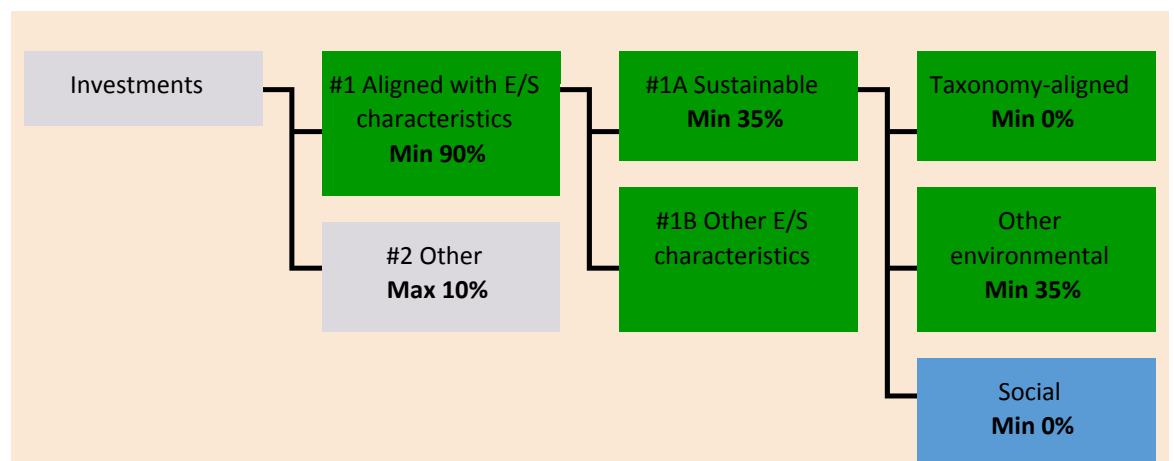 Investments
#1 Aligned with E/S
characteristics
Min 90%
#2 Other
Max 10%
#1A Sustainable
Min 35%
#1B Other E/S
characteristics
Taxonomy-aligned
Min 0%
Other
environmental
Min 35%
Social
Min 0%